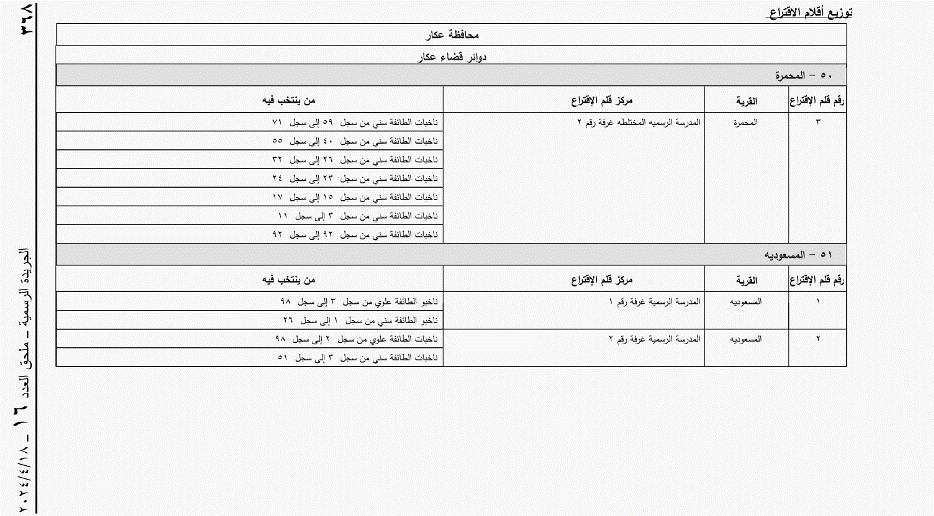 توزيع أقلام الاقتراع
محافظة عكار
دوائر قضاء عكار
٥٠ - المحمرة
رقم قلم الإقتراع القرية مركز قلم الإقتراع من ينتخب فيه
٣ المحمرة المدرسة الرسميه المختلطه غرفة رقم ٢ ناخبات الطائفة سني من سجل ٥٩ إلى سجل ٧١
ناخبات الطائفة سني من سجل ٤٠ إلى سجل ٥٥
ناخبات الطائفة سني من سجل ٢٦ إلى سجل ٣٢
ناخبات الطائفة سني من سجل ٢٣ إلى سجل ٢٤
ناخبات الطائفة سني من سجل ١٥ إلى سجل ١٧
ناخبات الطائفة سني من سجل ٣ إلى سجل ١١
ناخبات الطائفة سني من سجل ٩٢ إلى سجل ٩٢
٥١ - المسعوديه
رقم قلم الإقتراع القرية مركز قلم الإقتراع من ينتخب فيه
١ المسعوديه المدرسة الرسمية غرفة رقم ١ ناخبو الطائفة علوي من سجل ٣ إلى سجل ٩٨
ناخبو الطائفة سني من سجل ١ إلى سجل ٢٦
٢ المسعوديه المدرسة الرسمية غرفة رقم ٢ ناخبات الطائفة علوي من سجل ٢ إلى سجل ٩٨
ناخبات الطائفة سني من سجل ٣ إلى سجل ٥١
٣٦٨
الجريدة الرسمية – ملحق العدد ١٦ – ٢٠٢٤/٤/١٨